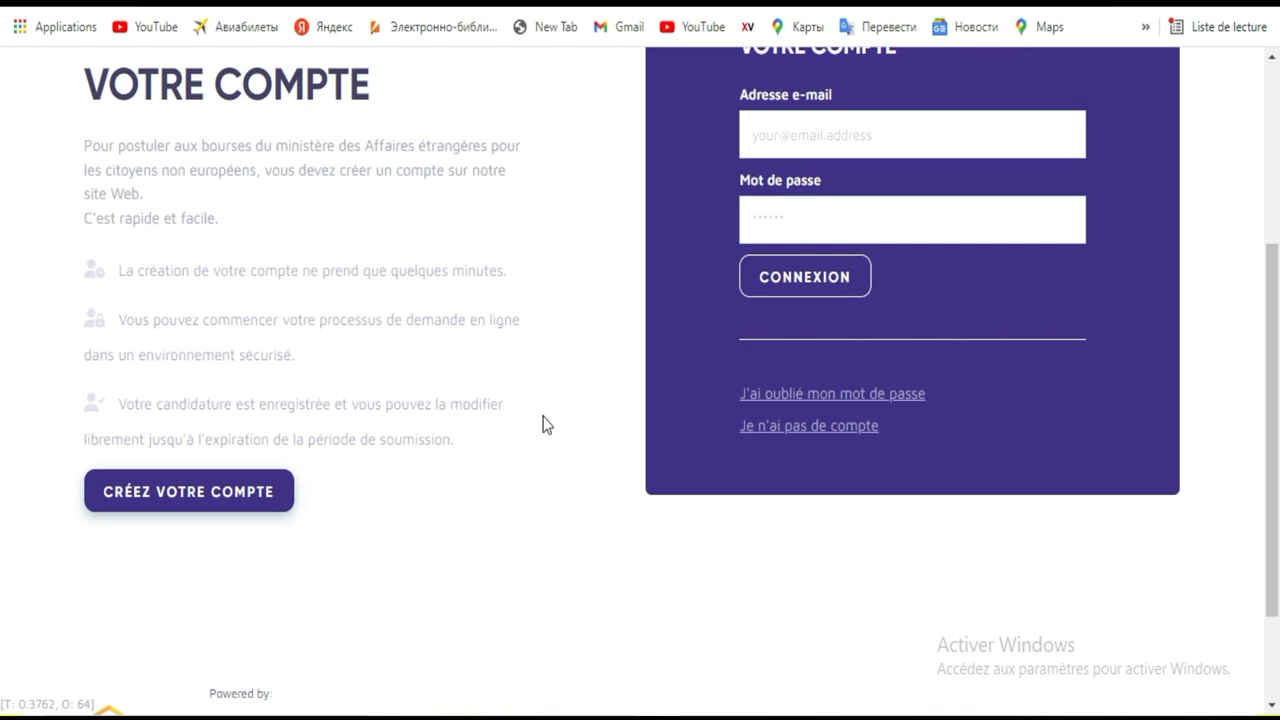 Applications YouTube Авиабилеты Яндекс Электронно-библи... New Tab Gmail YouTube XV Карты Перевести Новости Maps » Liste de lecture
VOTRE COMPTE
Pour postuler aux bourses du ministère des Affaires étrangères pour
les citoyens non européens, vous devez créer un compte sur notre
site Web.
C'est rapide et facile.
La création de votre compte ne prend que quelques minutes.
Vous pouvez commencer votre processus de demande en ligne
dans un environnement sécurisé.
Votre candidature est enregistrée et vous pouvez la modifier
librement jusqu'à l'expiration de la période de soumission.
CRÉEZ VOTRE COMPTE
VOTRE COMPTE
Adresse e-mail
your@email.address
Mot de passe
••••••
CONNEXION
J'ai oublié mon mot de passe
Je n'ai pas de compte
Activer Windows
Accédez aux paramètres pour activer Windows.
Powered by:
[T: 0.3762, O: 64]